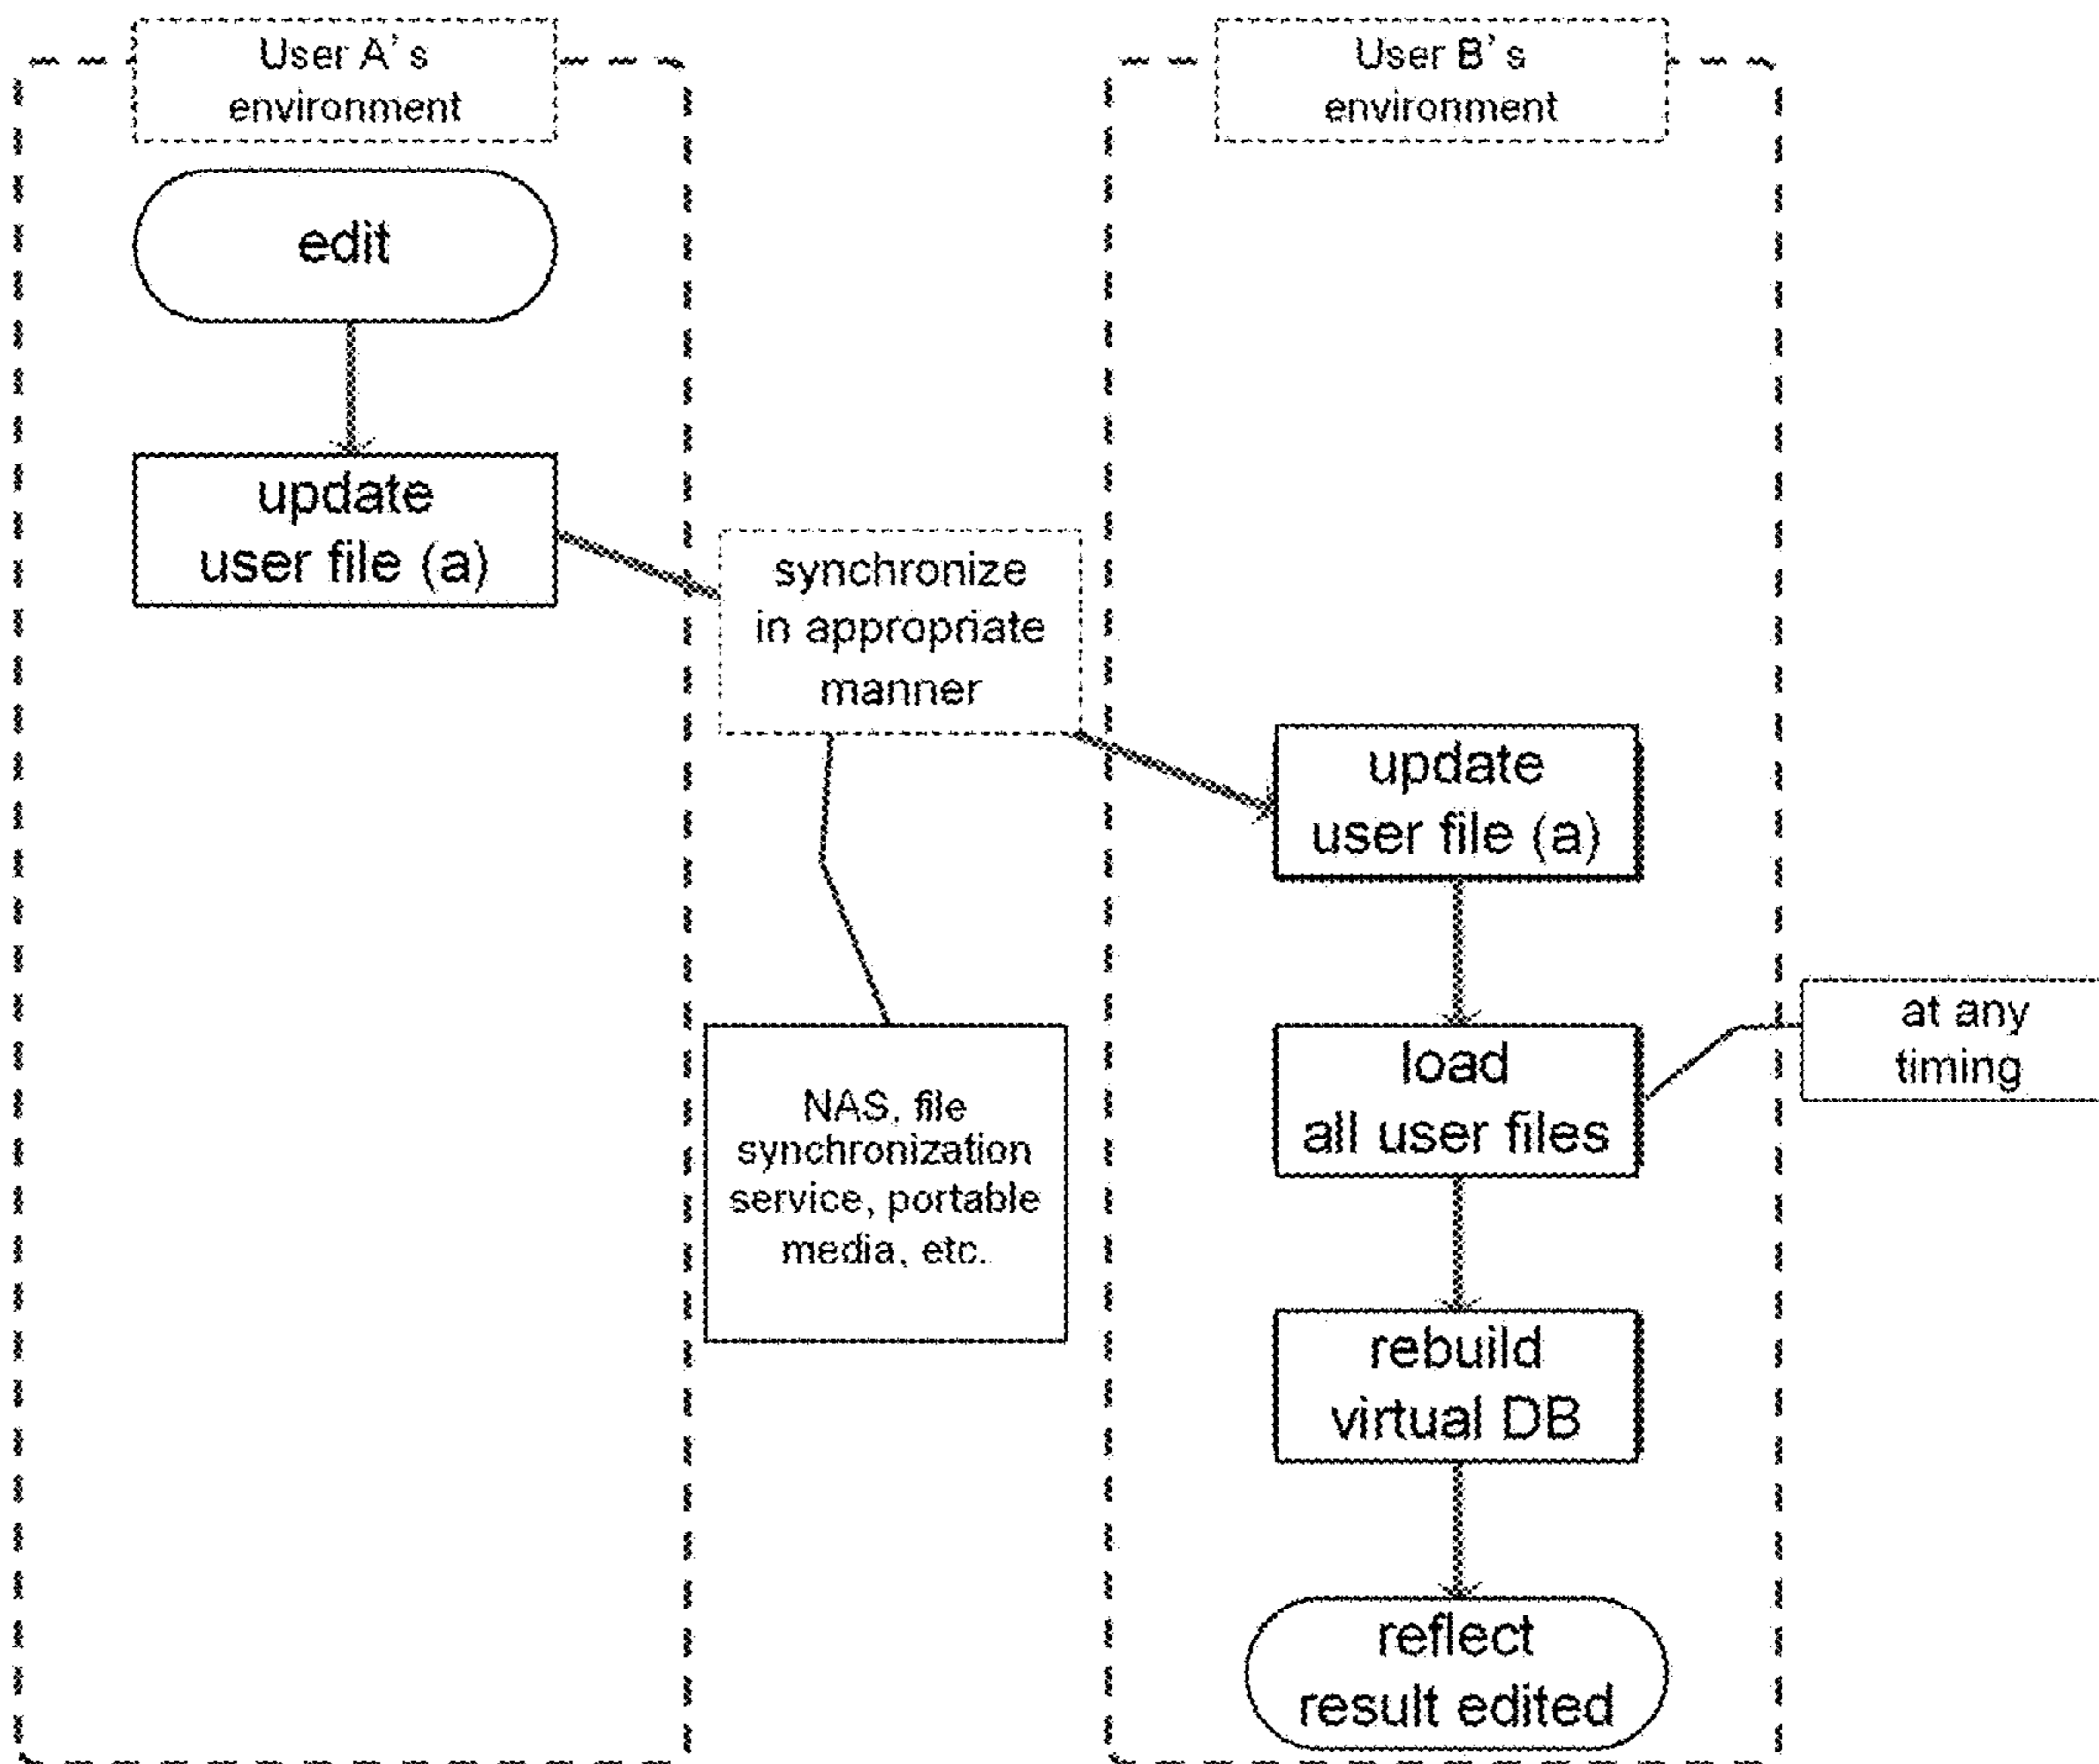 User A's
environment
edit
update
user file (a)
synchronize
in appropriate
manner
NAS, file
synchronization
service, portable
media, etc.
User B's
environment
update
user file (a)
load
all user files
at any
timing
rebuild
virtual DB
reflect
result edited